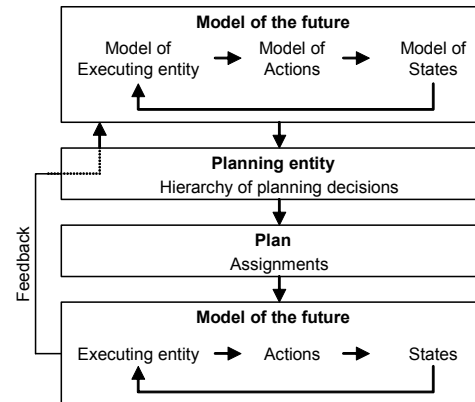 Model of the future
Model of Executing entity
Model of Actions
Model of States
Planning entity
Hierarchy of planning decisions
Plan
Assignments
Feedback
Model of the future
Executing entity
Actions
States